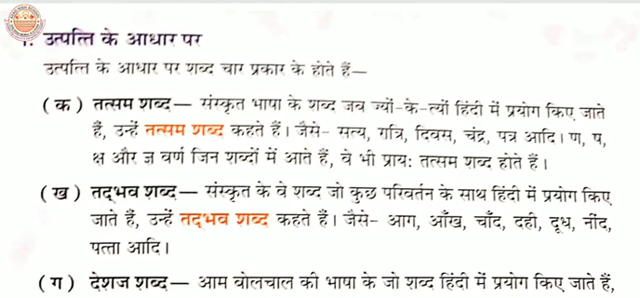 1. उत्पत्ति के आधार पर
उत्पत्ति के आधार पर शब्द चार प्रकार के होते हैं—
( क ) तत्सम शब्द— संस्कृत भाषा के शब्द जब ज्यों-के-त्यों हिंदी में प्रयोग किए जाते
हैं, उन्हें तत्सम शब्द कहते हैं। जैसे- सत्य, रात्रि, दिवस, चंद्र, पत्र आदि। ण, ष,
क्ष और ज्ञ वर्ण जिन शब्दों में आते हैं, वे भी प्राय: तत्सम शब्द होते हैं।
( ख ) तद्भव शब्द— संस्कृत के वे शब्द जो कुछ परिवर्तन के साथ हिंदी में प्रयोग किए
जाते हैं, उन्हें तद्भव शब्द कहते हैं। जैसे- आग, आँख, चाँद, दही, दूध, नींद,
पत्ता आदि।
( ग ) देशज शब्द— आम बोलचाल की भाषा के जो शब्द हिंदी में प्रयोग किए जाते हैं,